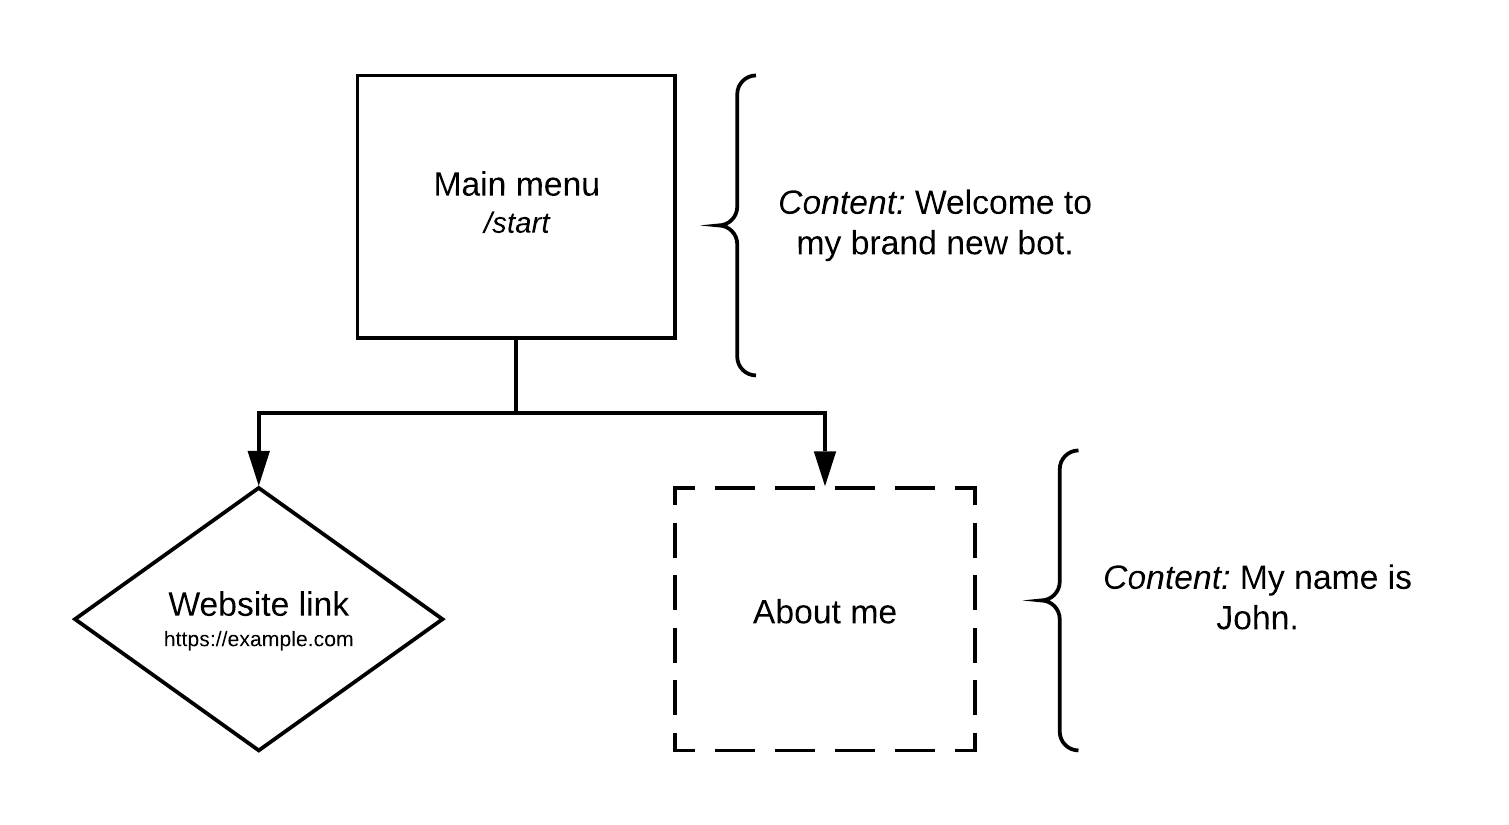 Main menu
/start
Content: Welcome to
my brand new bot.
Website link
https://example.com
About me
Content: My name is
John.